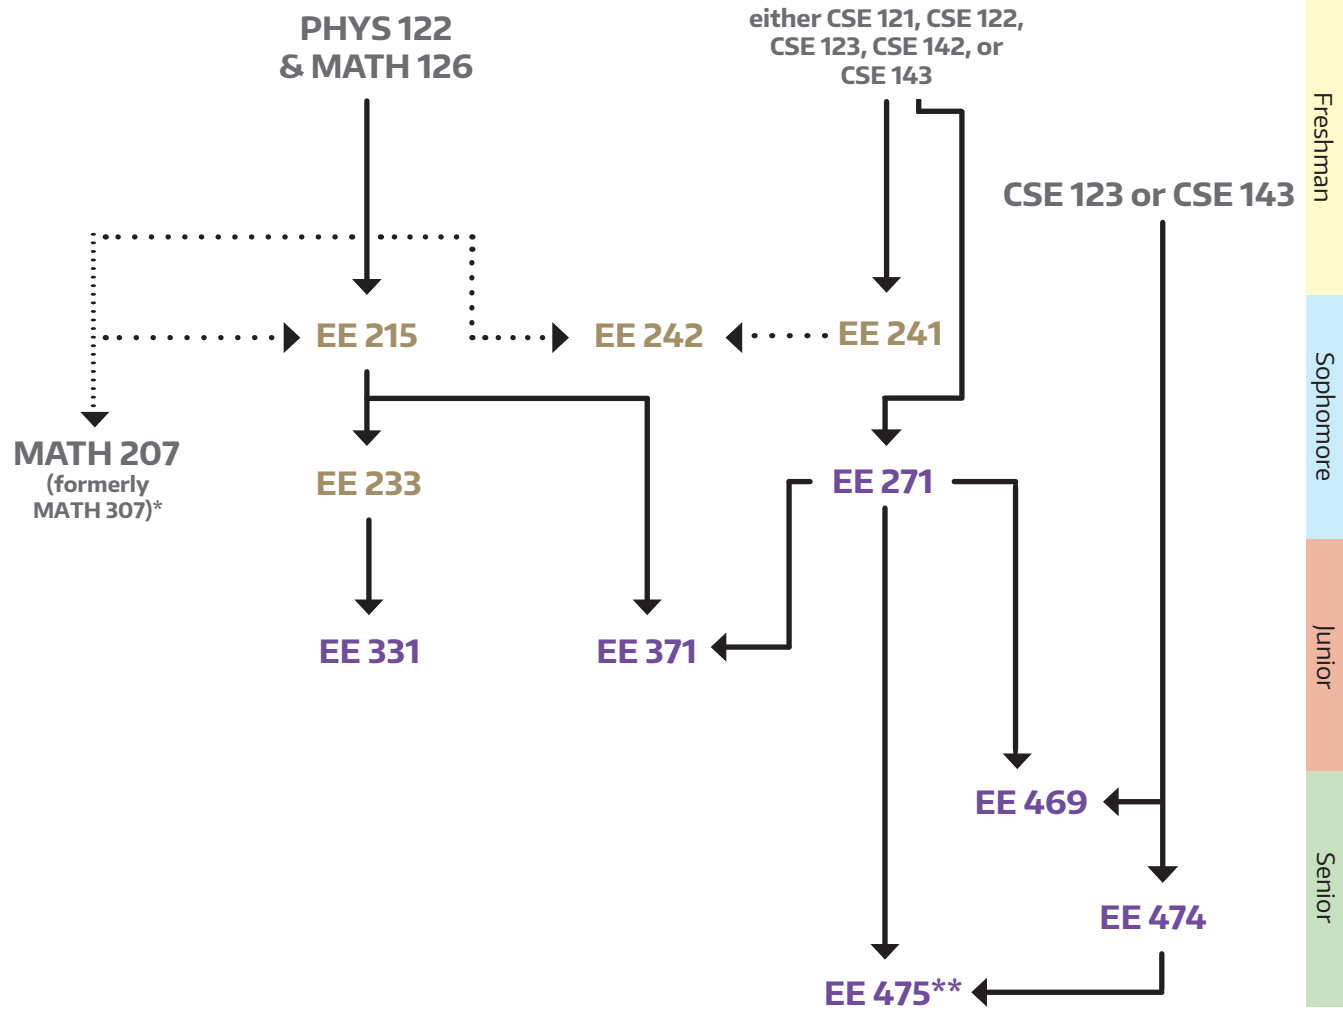 PHYS 122
& MATH 126
either CSE 121, CSE 122,
CSE 123, CSE 142, or
CSE 143
CSE 123 or CSE 143
Freshman
EE 215
EE 242
EE 241
Sophomore
MATH 207
(formerly
MATH 307)*
EE 233
EE 271
EE 331
EE 371
Junior
EE 469
Senior
EE 474
EE 475**